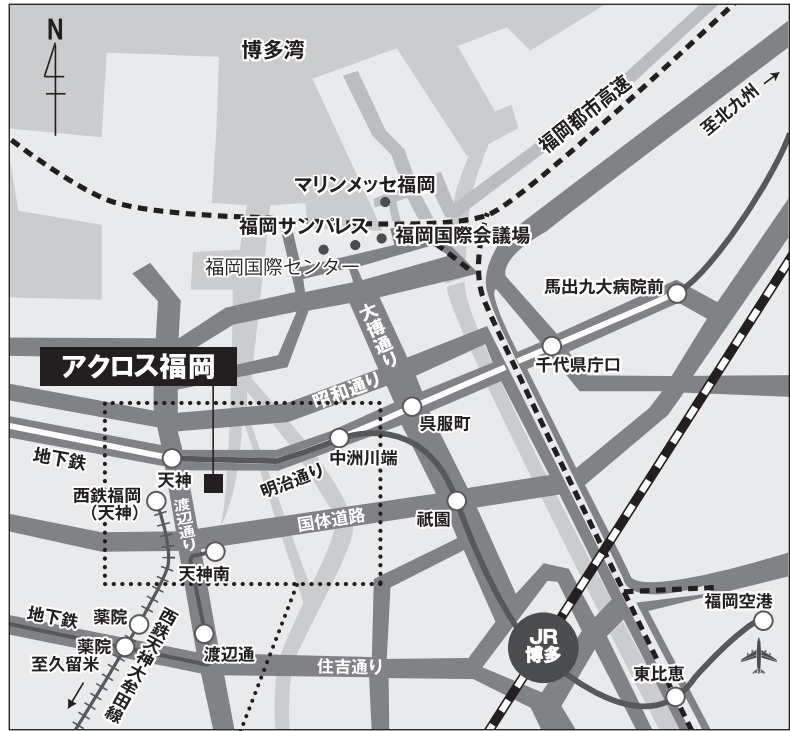 N
博多湾
福岡都市高速
至北九州
マリンメッセ福岡
福岡サンパレス
福岡国際会議場
福岡国際センター
馬出九大病院前
大博通り
千代県庁口
アクロス福岡
昭和通り
呉服町
地下鉄
中洲川端
天神
明治通り
西鉄福岡
（天神）
渡辺通り
国体道路
祇園
天神南
福岡空港
地下鉄
薬院
薬院
西鉄天神大牟田線
JR
博多
渡辺通
至久留米
住吉通り
東比恵